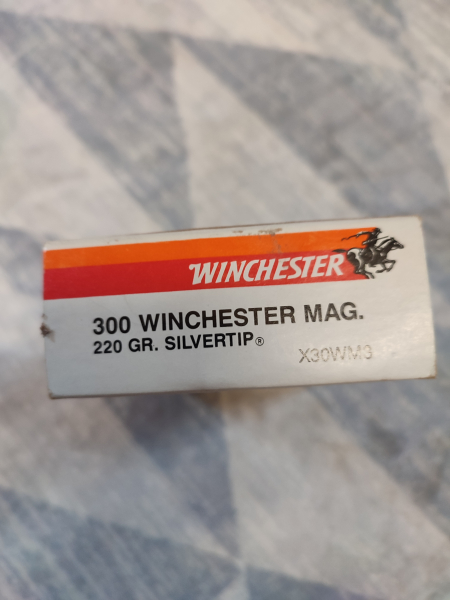 WINCHESTER
300 WINCHESTER MAG.
220 GR. SILVERTIP®
X30WM3